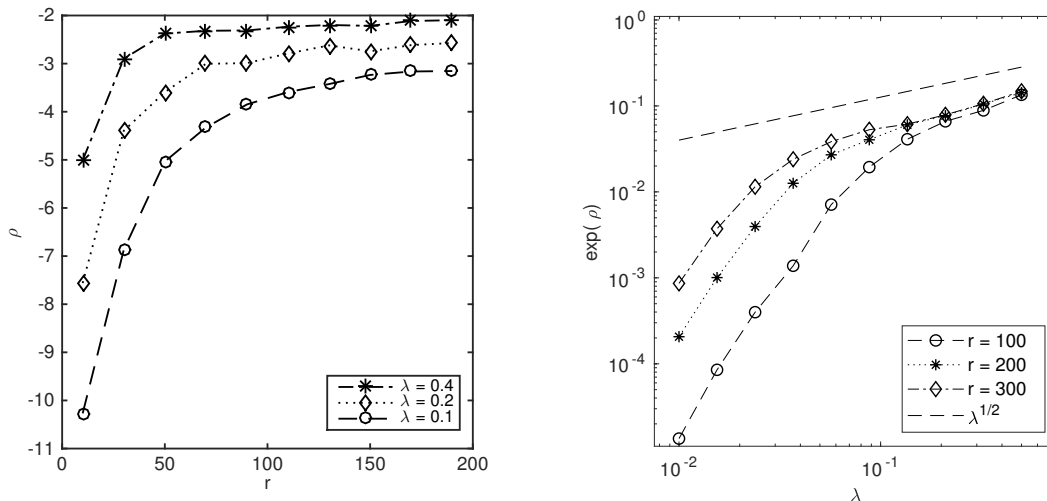 -2
-3
-4
-5
-6
-7
-8
-9
-10
-11
ρ
0
50
100
150
200
r
λ = 0.4
λ = 0.2
λ = 0.1
10^0
10^-1
10^-2
10^-3
10^-4
exp( ρ)
10^-2
10^-1
λ
r = 100
r = 200
r = 300
λ^1/2